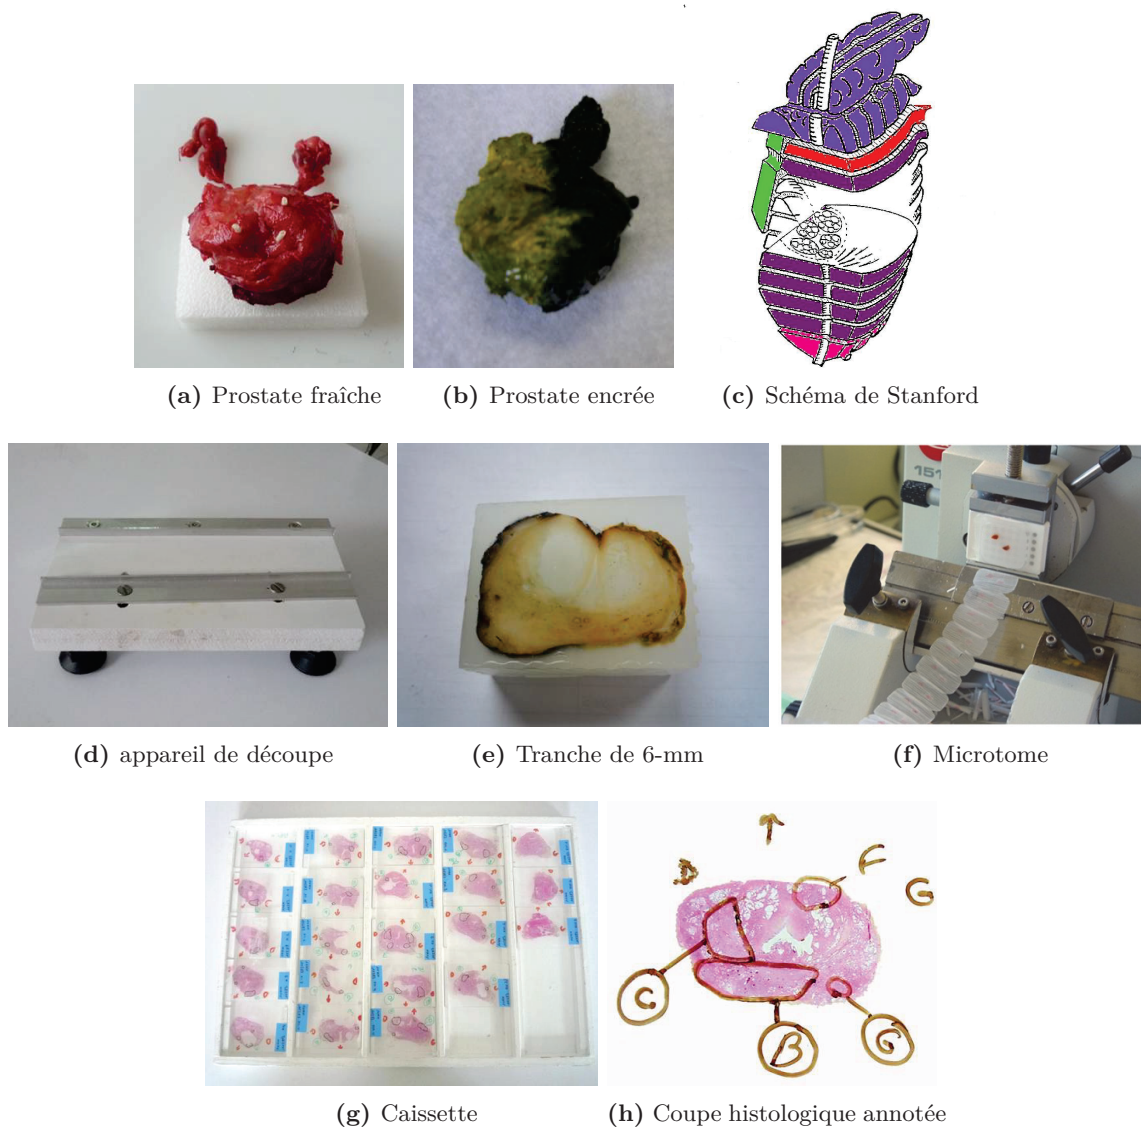 (a) Prostate fraîche
(b) Prostate encrée
(c) Schéma de Stanford
151
(d) appareil de découpe
(e) Tranche de 6-mm
(f) Microtome
D
F
G
C
B
G
(g) Caissette
(h) Coupe histologique annotée